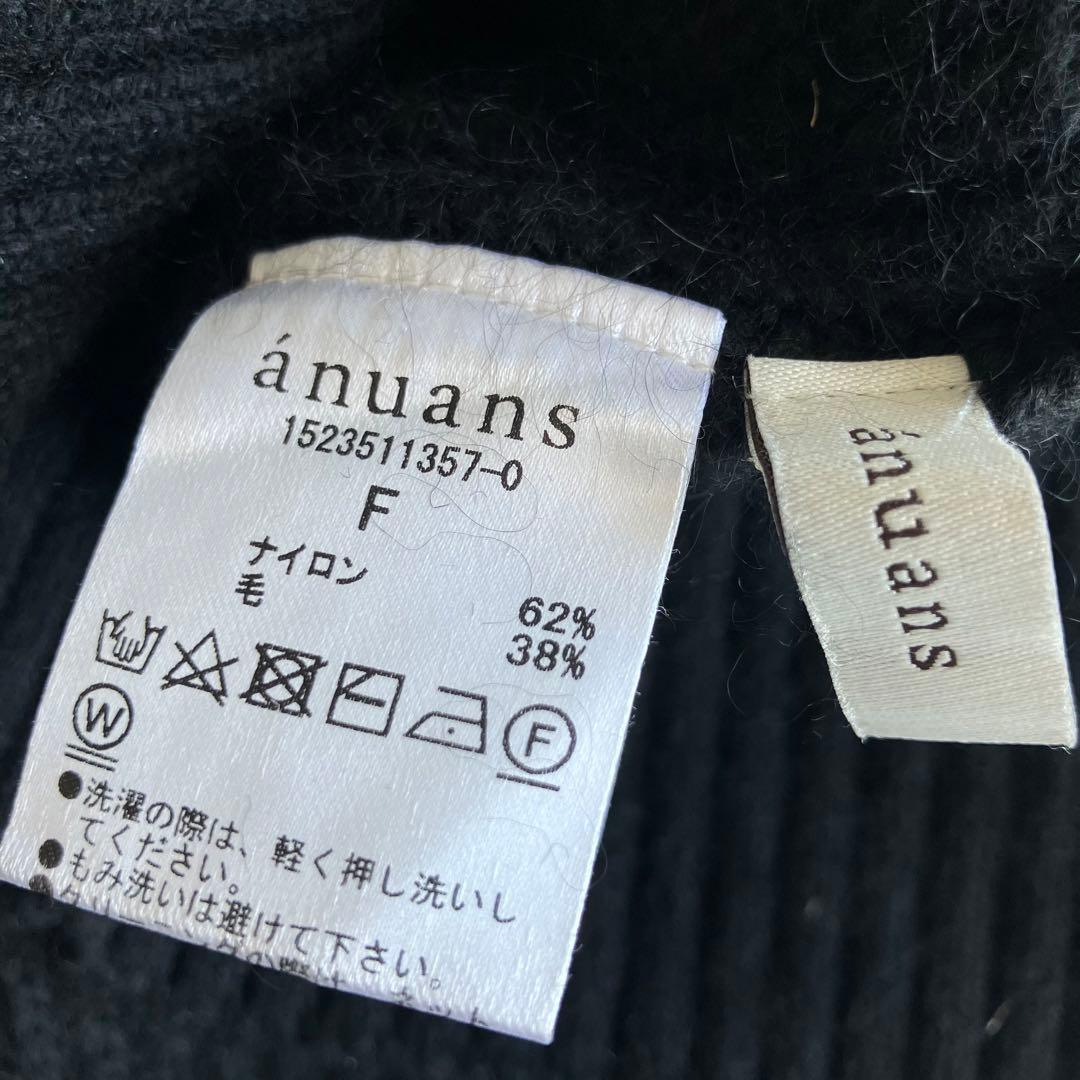 ánuans
1523511357-0
F
ナイロン 62%
毛 38%
F
W
●洗濯の際は、軽く押し洗いし
てください。
●もみ洗いは避けて下さい。
ánuans